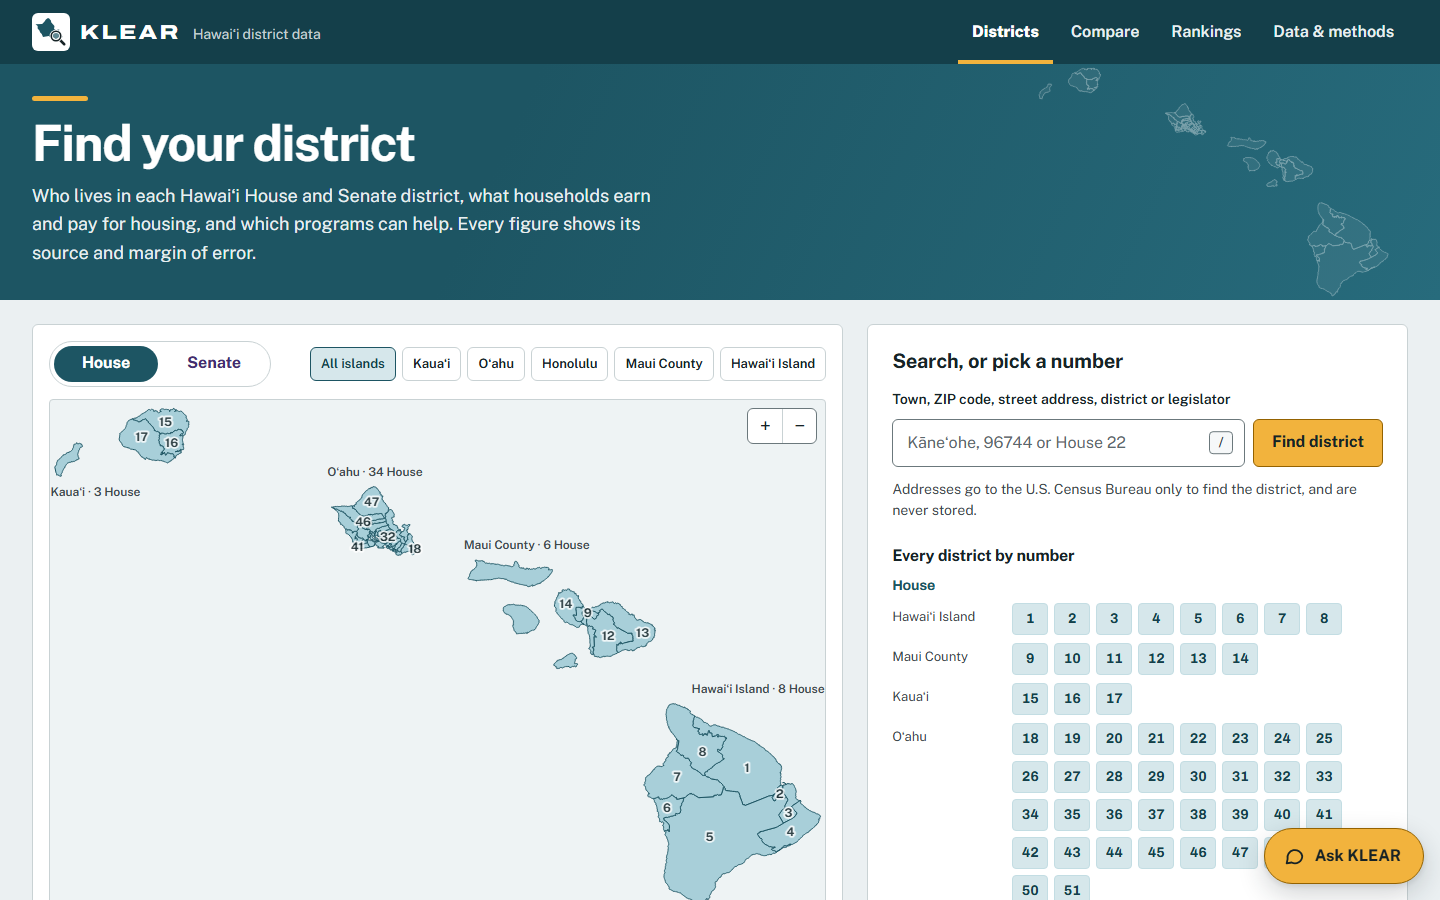 KLEAR Hawaiʻi district data
Districts Compare Rankings Data & methods
Find your district
Who lives in each Hawaiʻi House and Senate district, what households earn
and pay for housing, and which programs can help. Every figure shows its
source and margin of error.
House Senate
All islands Kauaʻi Oʻahu Honolulu Maui County Hawaiʻi Island
+ −
15
17
16
Kauaʻi · 3 House
Oʻahu · 34 House
47
46
32
41
18
Maui County · 6 House
14
9
12
13
Hawaiʻi Island · 8 House
8
1
7
2
6
3
4
5
Search, or pick a number
Town, ZIP code, street address, district or legislator
Kāneʻohe, 96744 or House 22 / Find district
Addresses go to the U.S. Census Bureau only to find the district, and are
never stored.
Every district by number
House
Hawaiʻi Island 1 2 3 4 5 6 7 8
Maui County 9 10 11 12 13 14
Kauaʻi 15 16 17
Oʻahu 18 19 20 21 22 23 24 25
26 27 28 29 30 31 32 33
34 35 36 37 38 39 40 41
42 43 44 45 46 47
50 51
Ask KLEAR